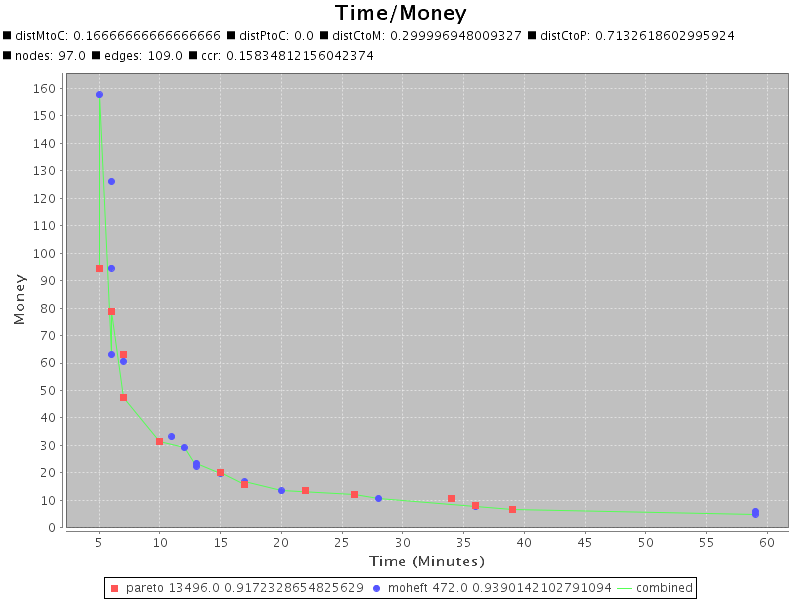 Time/Money
distMtoC: 0.16666666666666666 distPtoC: 0.0 distCtoM: 0.299996948009327 distCtoP: 0.7132618602995924
nodes: 97.0 edges: 109.0 ccr: 0.15834812156042374
160
150
140
130
120
110
100
90
80
70
60
50
40
30
20
10
0
Money
5 10 15 20 25 30 35 40 45 50 55 60
Time (Minutes)
pareto 13496.0 0.9172328654825629 moheft 472.0 0.9390142102791094 combined